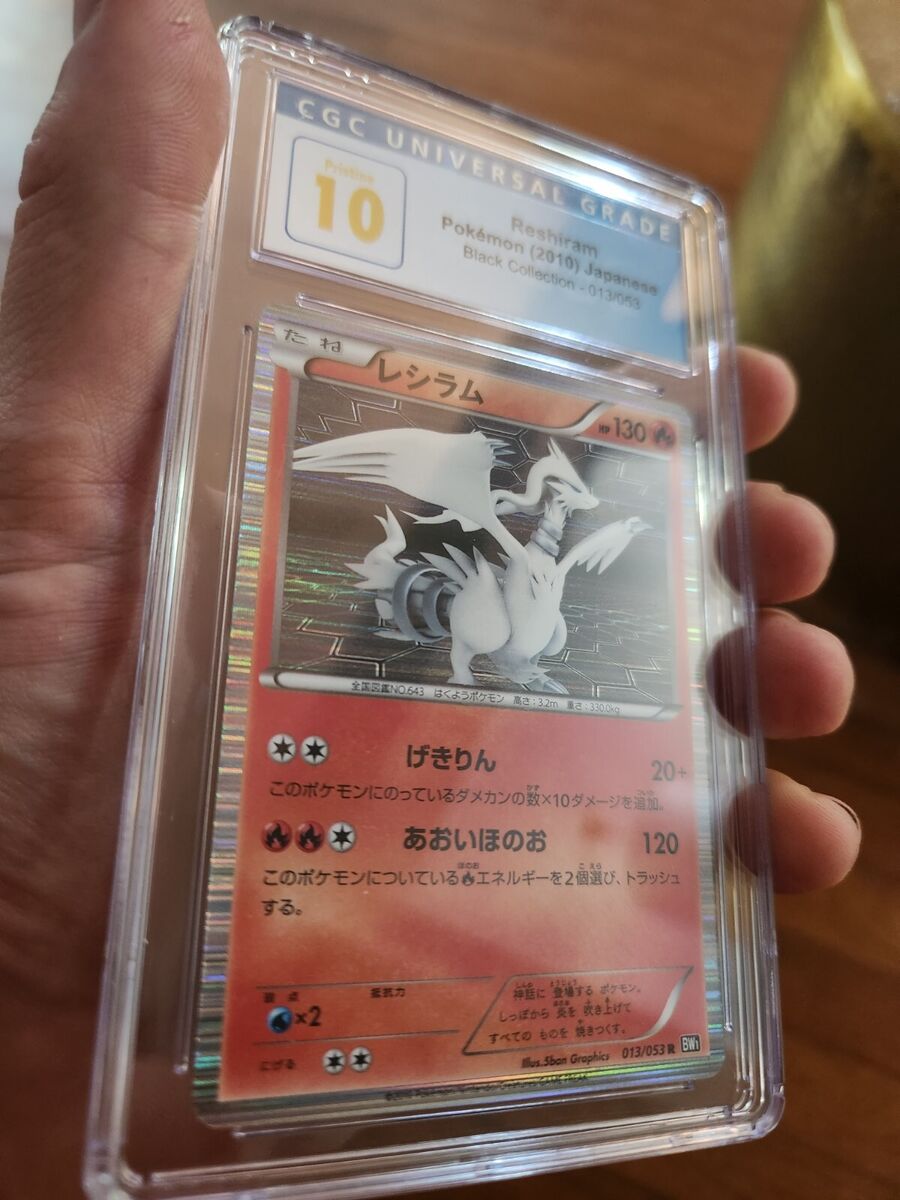 CGC UNIVERSAL GRADE
Pristine
10
Reshiram
Pokémon (2010) Japanese
Black Collection - 013/053
たね
レシラム
HP 130
全国図鑑NO.643 はくようポケモン 高さ:3.2m 重さ:330.0kg
げきりん 20+
このポケモンにのっているダメカンの数×10ダメージを追加。
あおいほのお 120
このポケモンについているエネルギーを2個選び、トラッシュ
する。
弱点 抵抗力
×2
にげる
神話に 登場する ポケモン。
しっぽから 炎を 吹き上げて
すべての ものを 焼きつくす。
Illus.5ban Graphics 013/053 R BW1